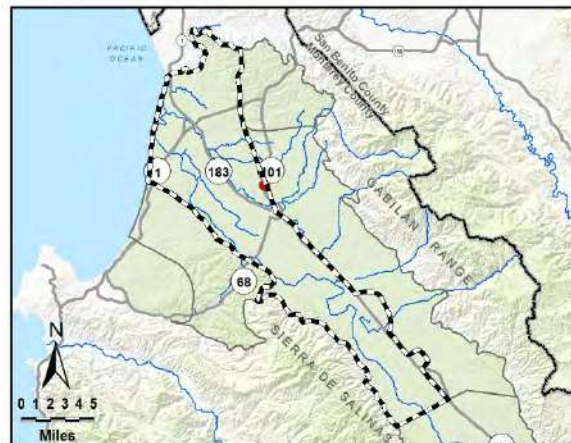 PACIFIC
OCEAN
1
San Benito County
Monterey County
1
183
101
68
GABILAN RANGE
SIERRA DE SALINAS
N
0 1 2 3 4 5
Miles